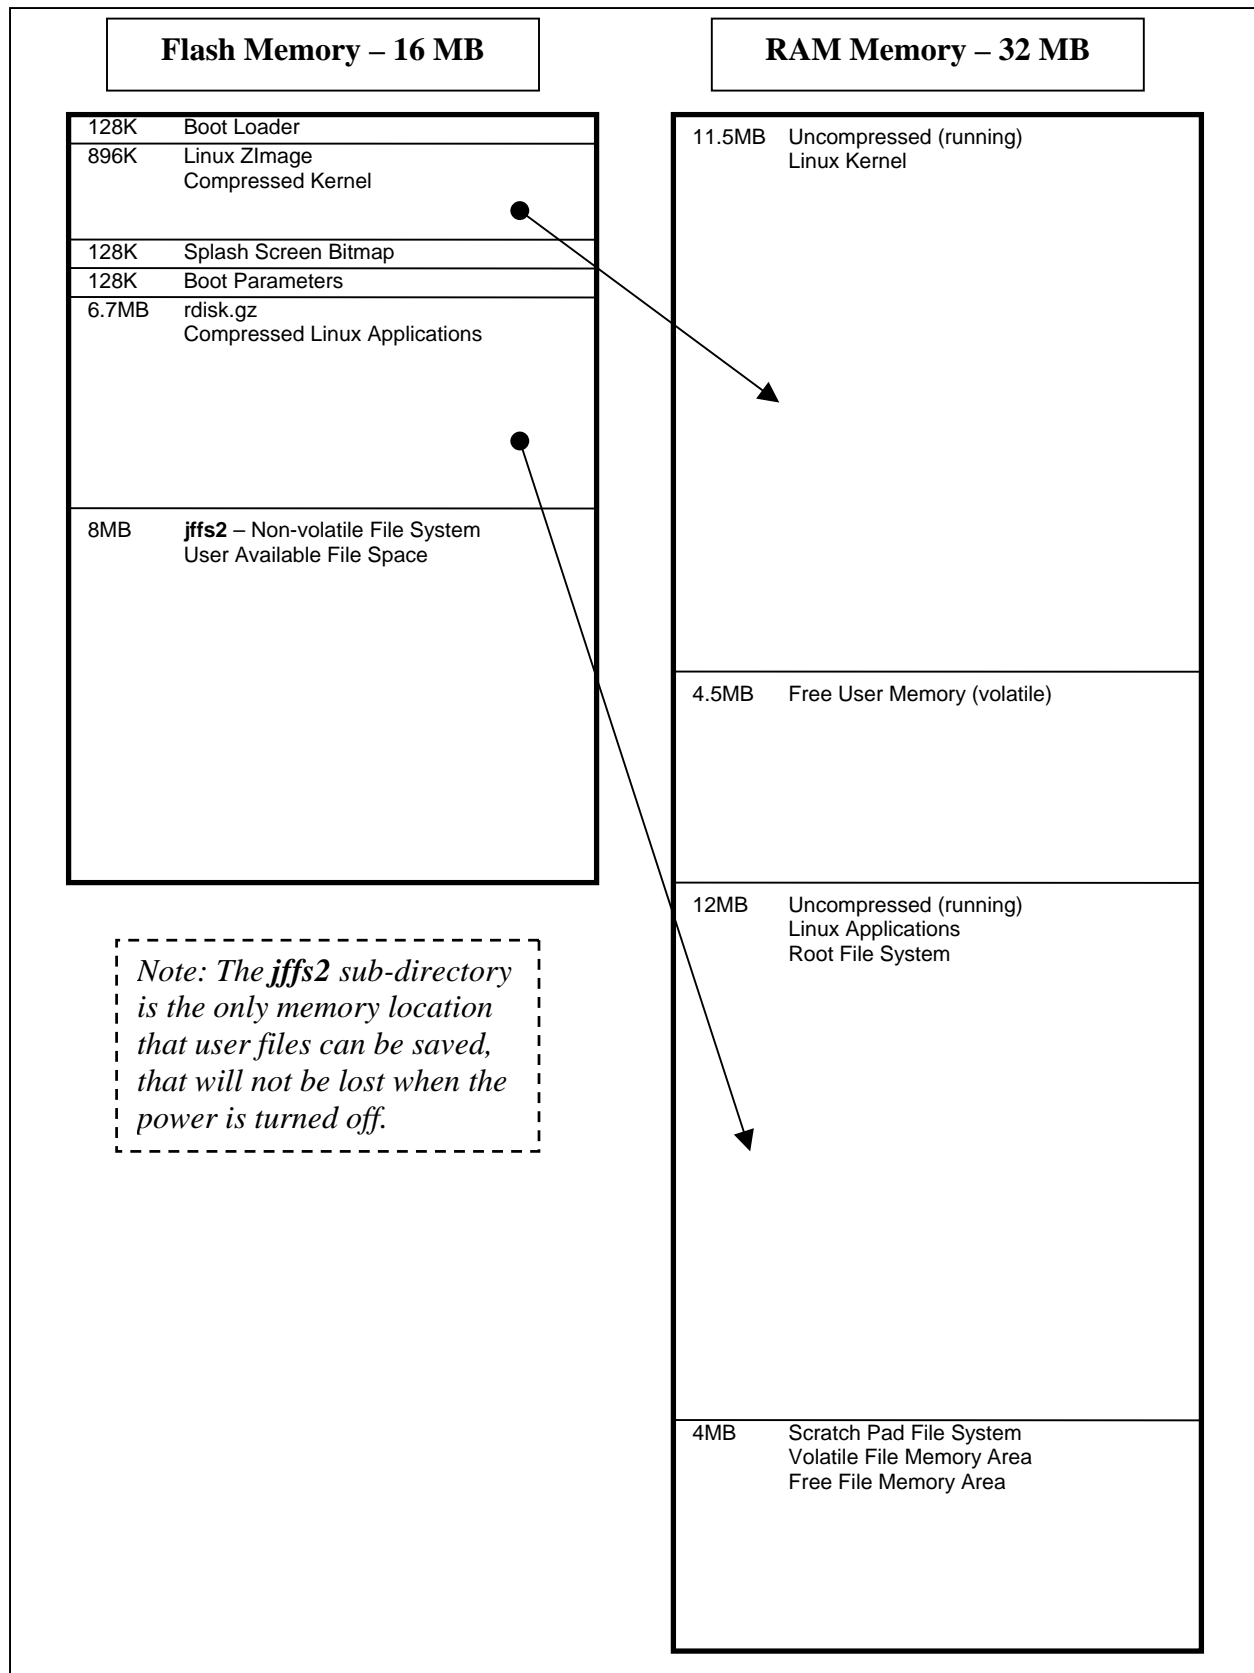 Flash Memory – 16 MB
128K Boot Loader
896K Linux ZImage
Compressed Kernel
128K Splash Screen Bitmap
128K Boot Parameters
6.7MB rdisk.gz
Compressed Linux Applications
8MB jffs2 – Non-volatile File System
User Available File Space
Note: The jffs2 sub-directory
is the only memory location
that user files can be saved,
that will not be lost when the
power is turned off.
RAM Memory – 32 MB
11.5MB Uncompressed (running)
Linux Kernel
4.5MB Free User Memory (volatile)
12MB Uncompressed (running)
Linux Applications
Root File System
4MB Scratch Pad File System
Volatile File Memory Area
Free File Memory Area